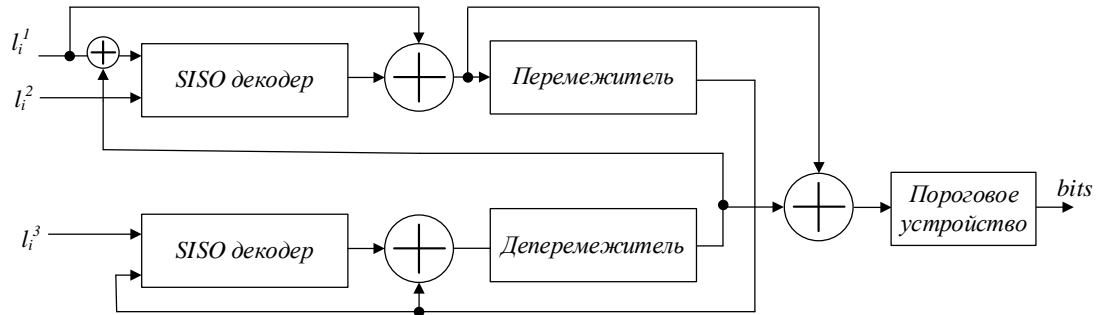 l_i^1
SISO декодер
Перемежитель
l_i^2
l_i^3
SISO декодер
Деперемежитель
Пороговое
устройство
bits